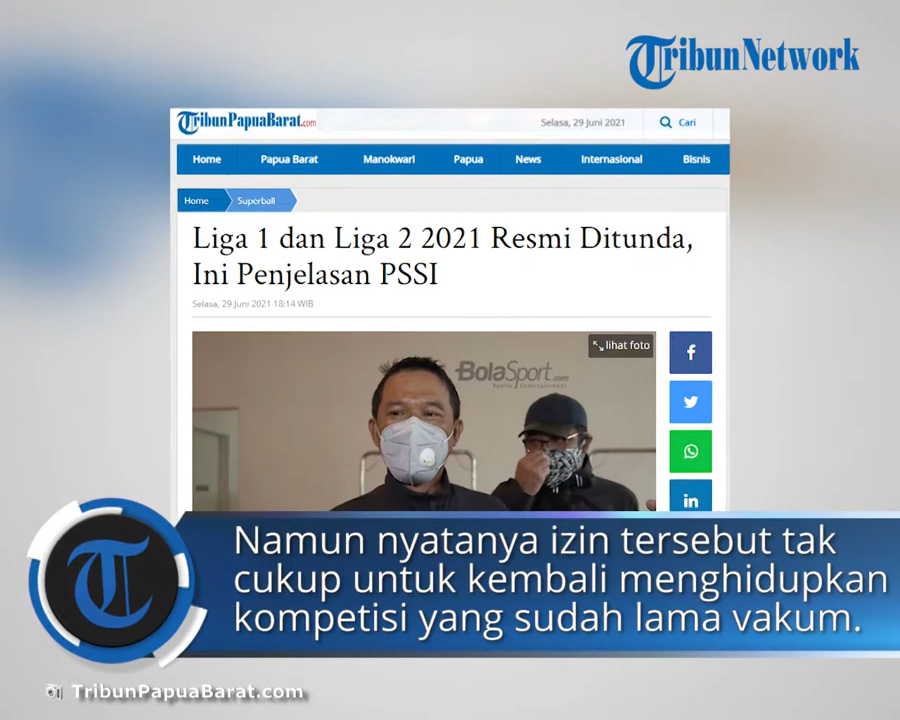 TribunNetwork
TribunPapuaBarat.com
Selasa, 29 Juni 2021
Cari
Home Papua Barat Manokwari Papua News Internasional Bisnis
Home Superball
Liga 1 dan Liga 2 2021 Resmi Ditunda,
Ini Penjelasan PSSI
Selasa, 29 Juni 2021 18:14 WIB
lihat foto
BolaSport.com
Sports Entertainment
Namun nyatanya izin tersebut tak
cukup untuk kembali menghidupkan
kompetisi yang sudah lama vakum.
TribunPapuaBarat.com